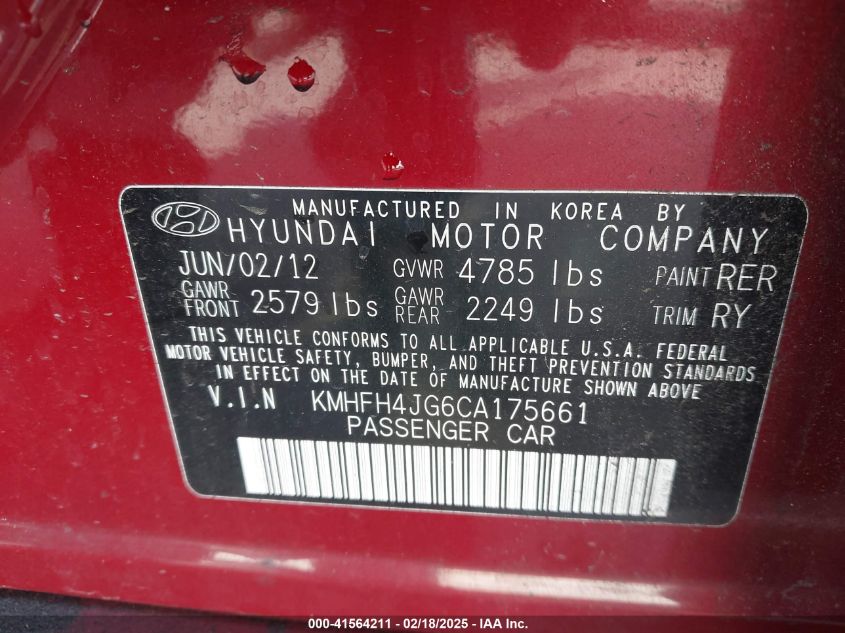 MANUFACTURED IN KOREA BY
HYUNDAI MOTOR COMPANY
JUN/02/12 GVWR 4785 lbs PAINT RER
GAWR FRONT 2579 lbs GAWR REAR 2249 lbs TRIM RY
THIS VEHICLE CONFORMS TO ALL APPLICABLE U.S.A. FEDERAL
MOTOR VEHICLE SAFETY, BUMPER, AND THEFT PREVENTION STANDARDS
IN EFFECT ON THE DATE OF MANUFACTURE SHOWN ABOVE
V.I.N KMHFH4JG6CA175661
PASSENGER CAR
000-41564211 - 02/18/2025 - IAA Inc.